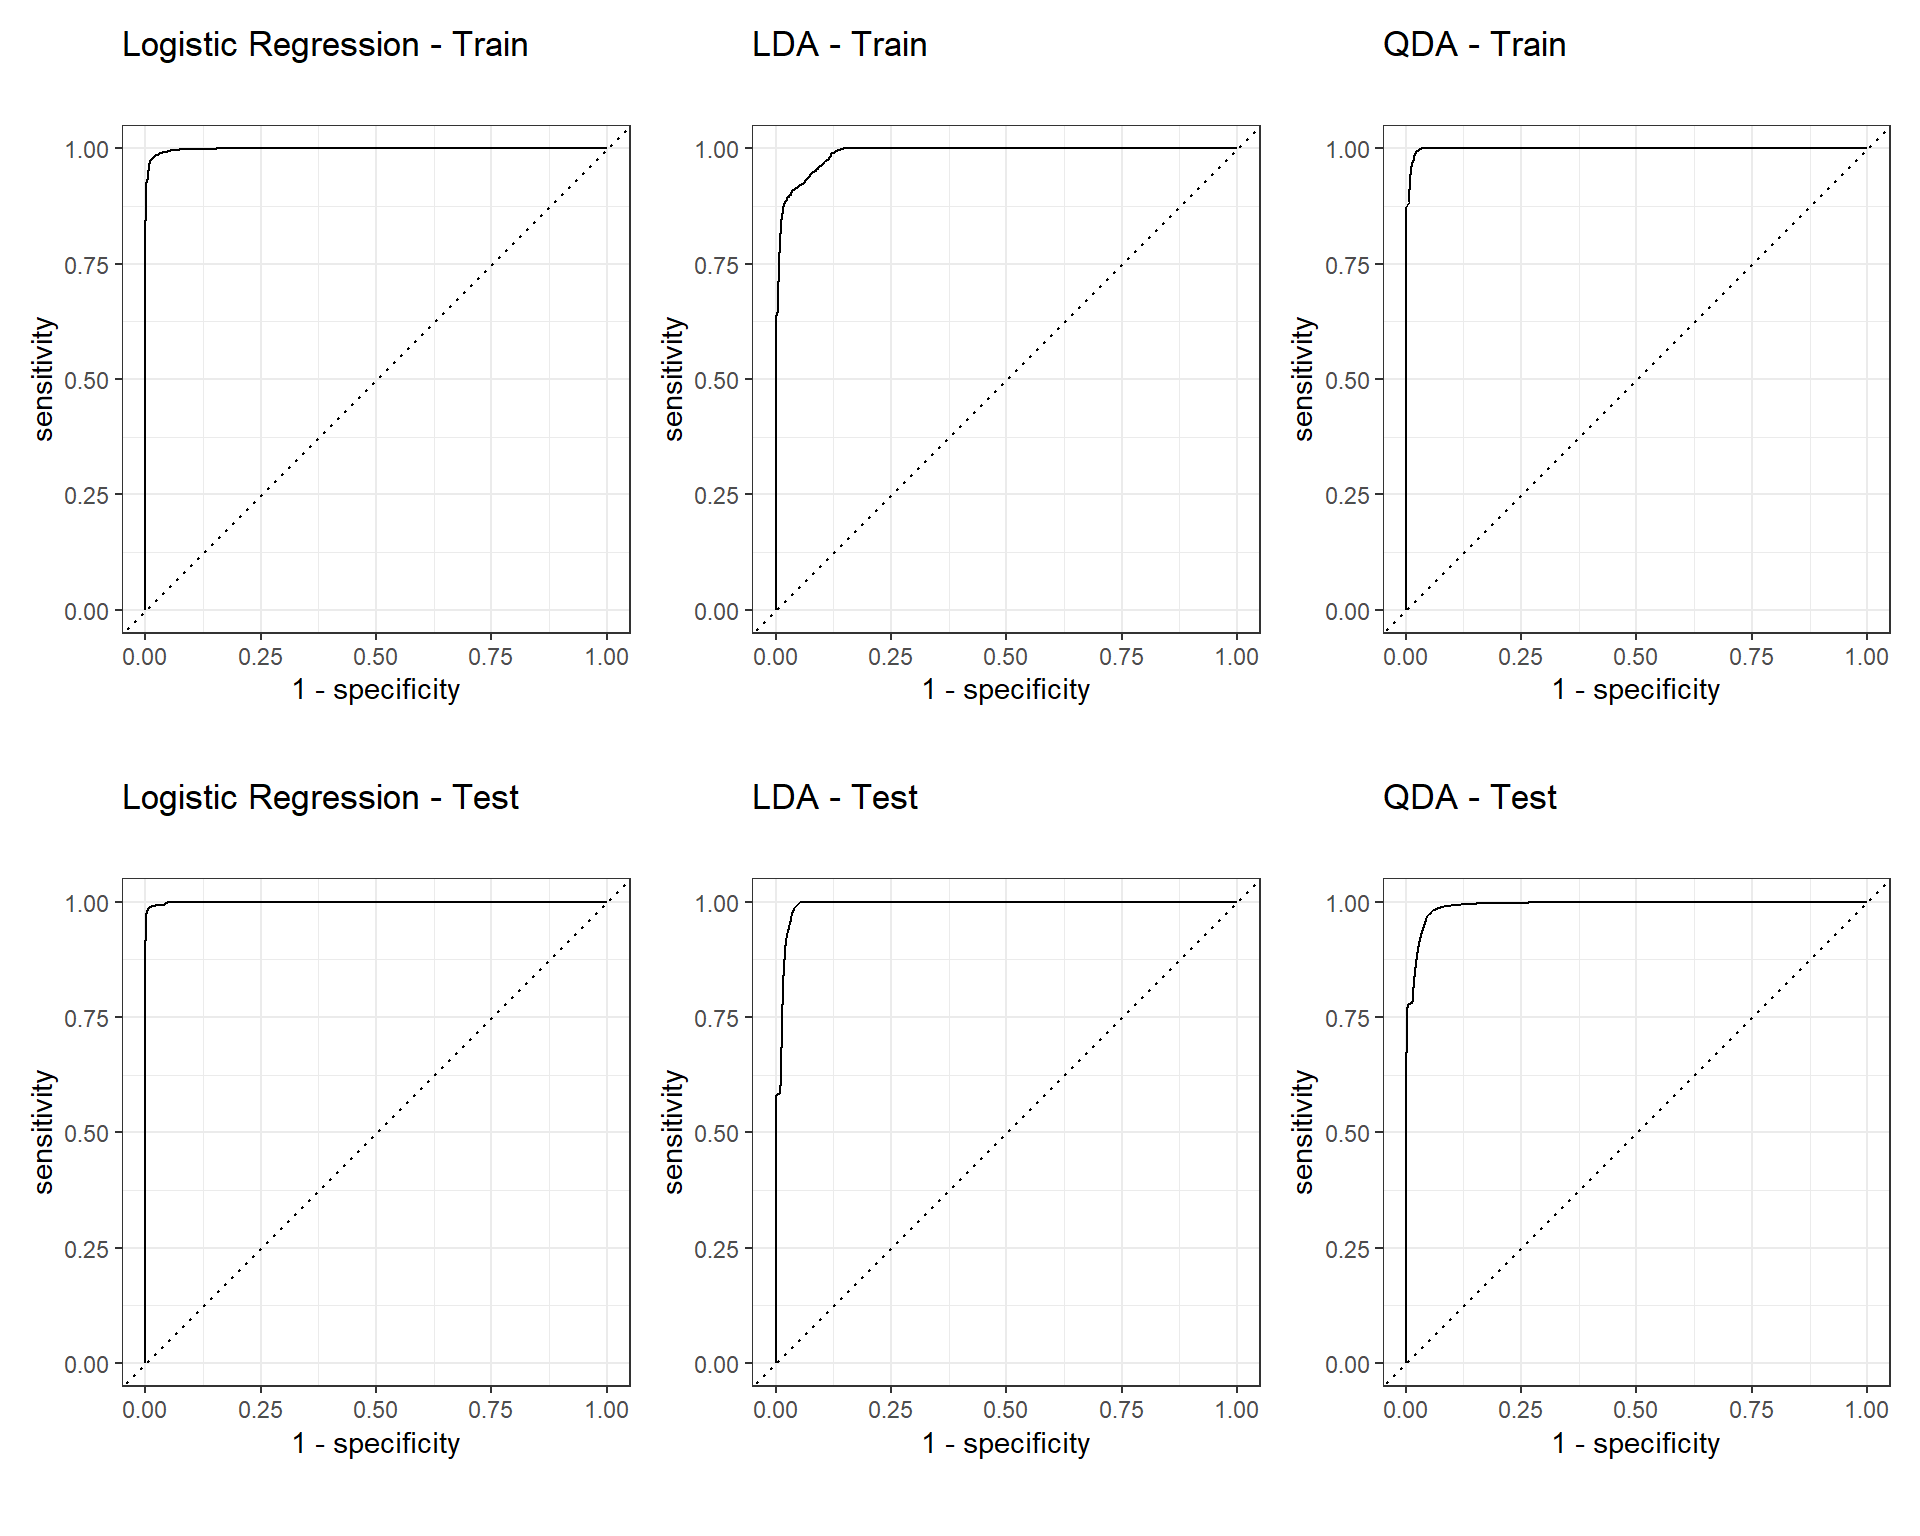 Logistic Regression - Train
1.00
0.75
0.50
0.25
0.00
sensitivity
0.00 0.25 0.50 0.75 1.00
1 - specificity
LDA - Train
1.00
0.75
0.50
0.25
0.00
sensitivity
0.00 0.25 0.50 0.75 1.00
1 - specificity
QDA - Train
1.00
0.75
0.50
0.25
0.00
sensitivity
0.00 0.25 0.50 0.75 1.00
1 - specificity
Logistic Regression - Test
1.00
0.75
0.50
0.25
0.00
sensitivity
0.00 0.25 0.50 0.75 1.00
1 - specificity
LDA - Test
1.00
0.75
0.50
0.25
0.00
sensitivity
0.00 0.25 0.50 0.75 1.00
1 - specificity
QDA - Test
1.00
0.75
0.50
0.25
0.00
sensitivity
0.00 0.25 0.50 0.75 1.00
1 - specificity